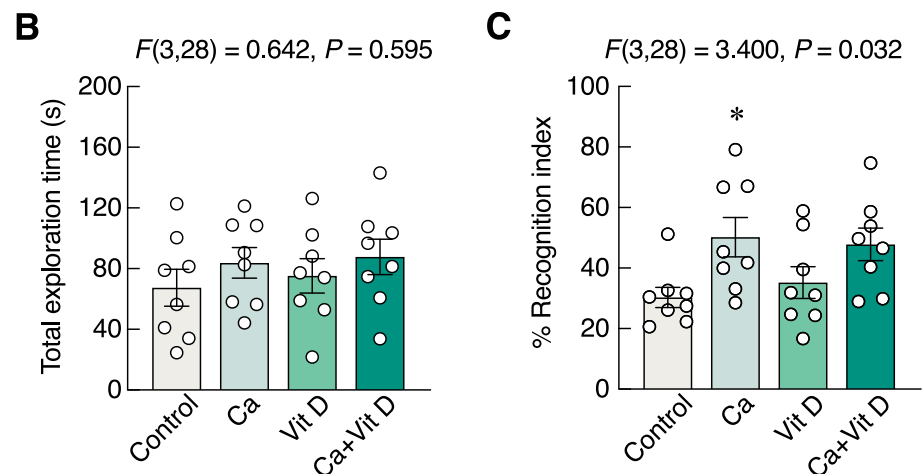 B
F(3,28) = 0.642, P = 0.595
Total exploration time (s)
200
160
120
80
40
0
Control
Ca
Vit D
Ca+Vit D
C
F(3,28) = 3.400, P = 0.032
% Recognition index
100
80
60
40
20
0
*
Control
Ca
Vit D
Ca+Vit D